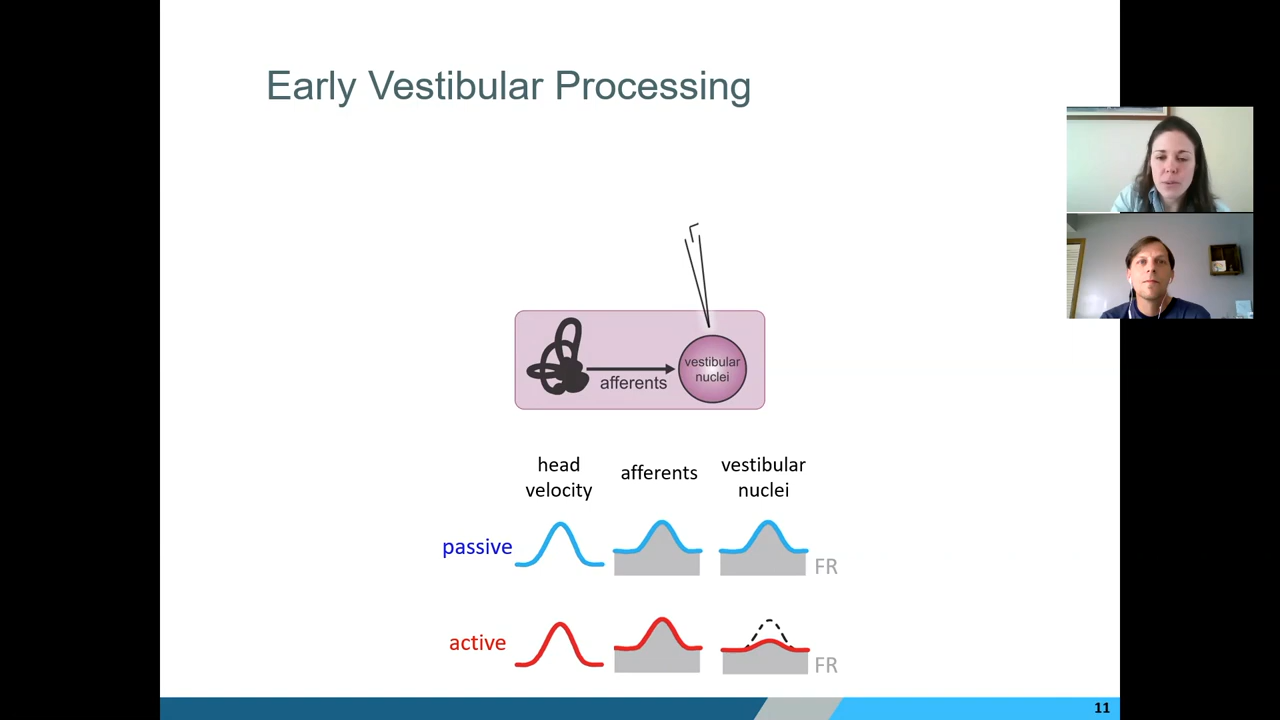 Early Vestibular Processing
vestibular
nuclei
afferents
head
velocity
afferents
vestibular
nuclei
passive
FR
active
FR
11